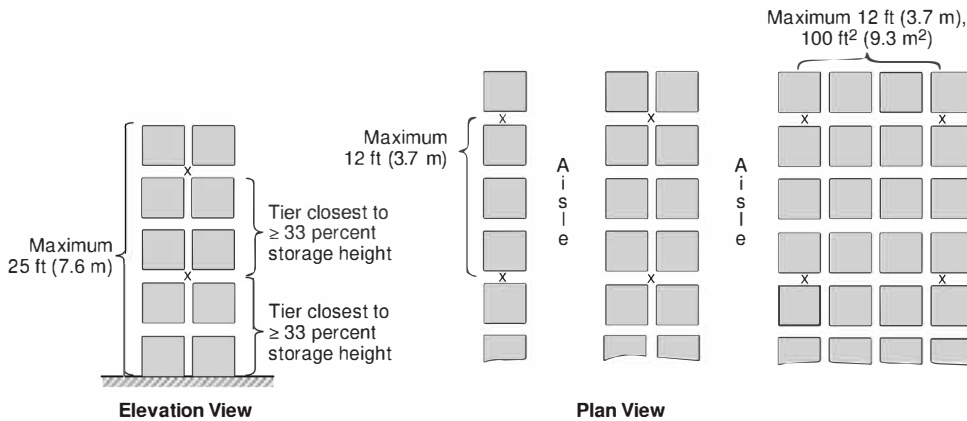 Maximum 12 ft (3.7 m),
100 ft² (9.3 m²)
x
x
x
x
Maximum
12 ft (3.7 m)
x
x
A
i
s
l
e
x
x
A
i
s
l
e
Maximum
25 ft (7.6 m)
x
x
Tier closest to
≥ 33 percent
storage height
Tier closest to
≥ 33 percent
storage height
Elevation View
Plan View